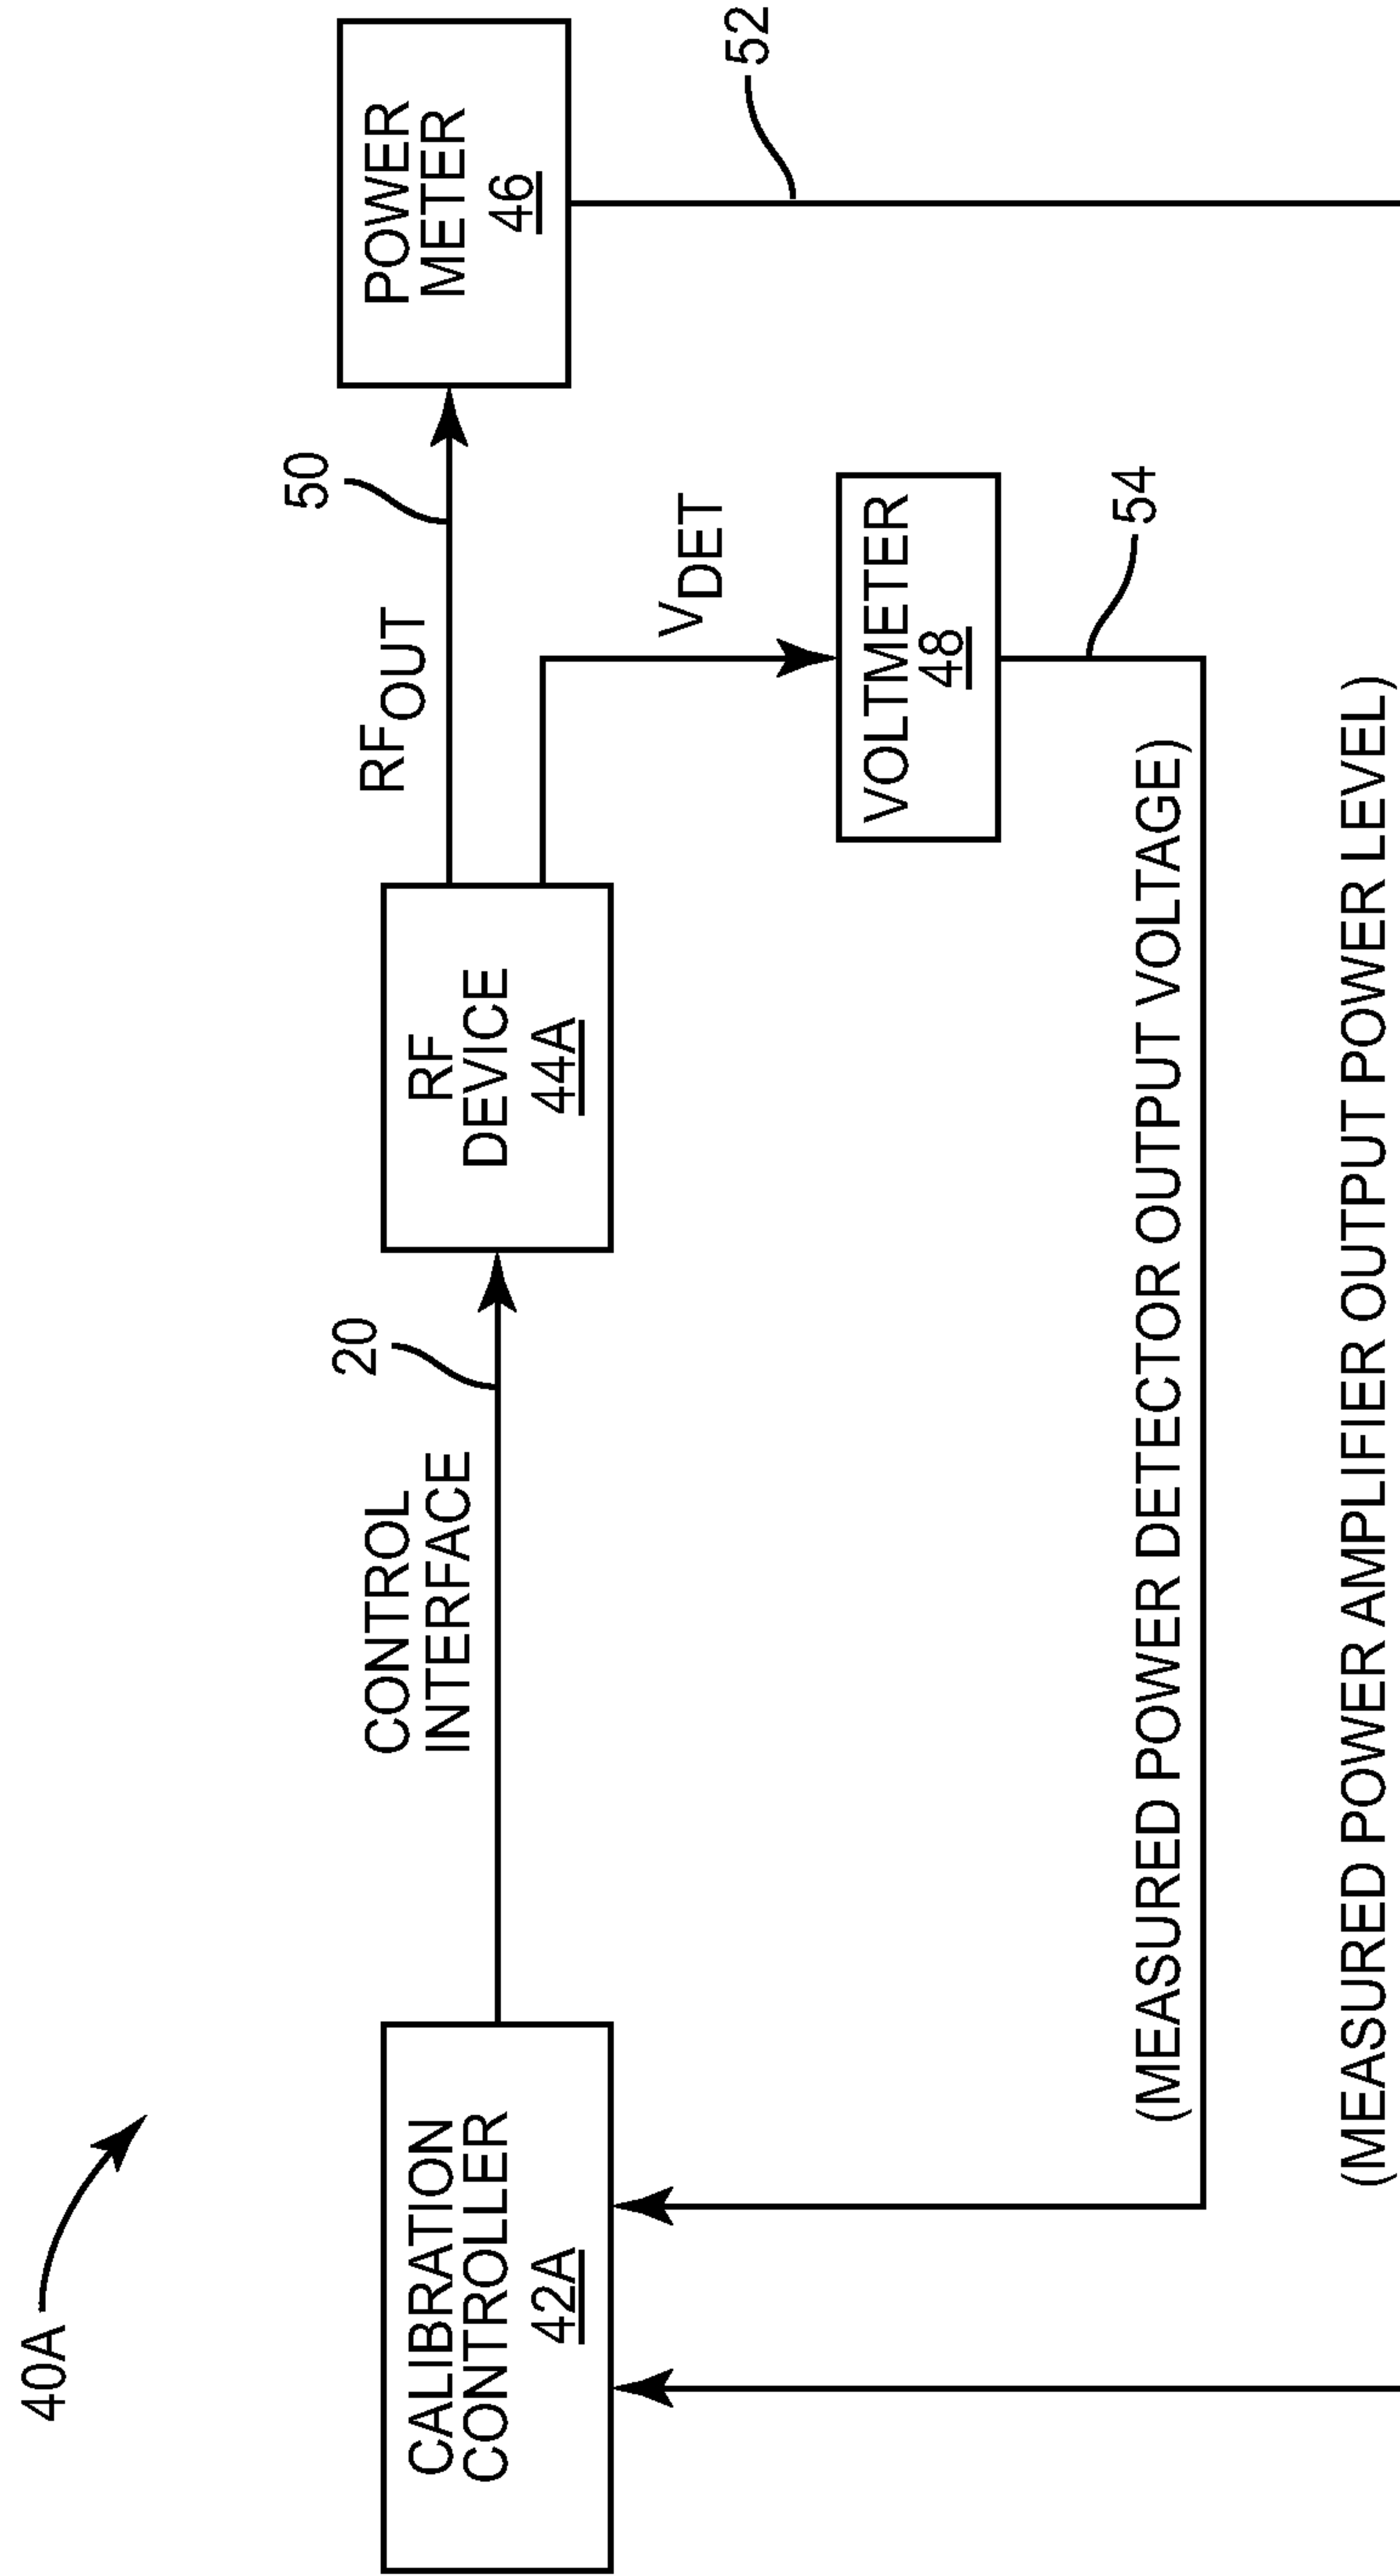 40A
CALIBRATION
CONTROLLER
42A
CONTROL
INTERFACE
20
RF
DEVICE
44A
RFOUT
50
POWER
METER
46
52
VDET
VOLTMETER
48
54
(MEASURED POWER DETECTOR OUTPUT VOLTAGE)
(MEASURED POWER AMPLIFIER OUTPUT POWER LEVEL)